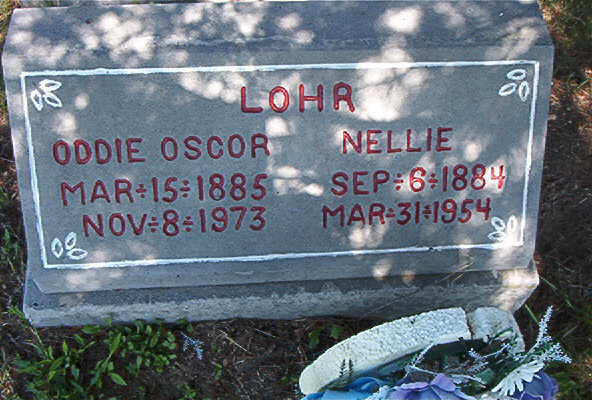 LOHR
ODDIE OSCOR NELLIE
MAR÷15÷1885 SEP÷6÷1884
NOV÷8÷1973 MAR÷31÷1954